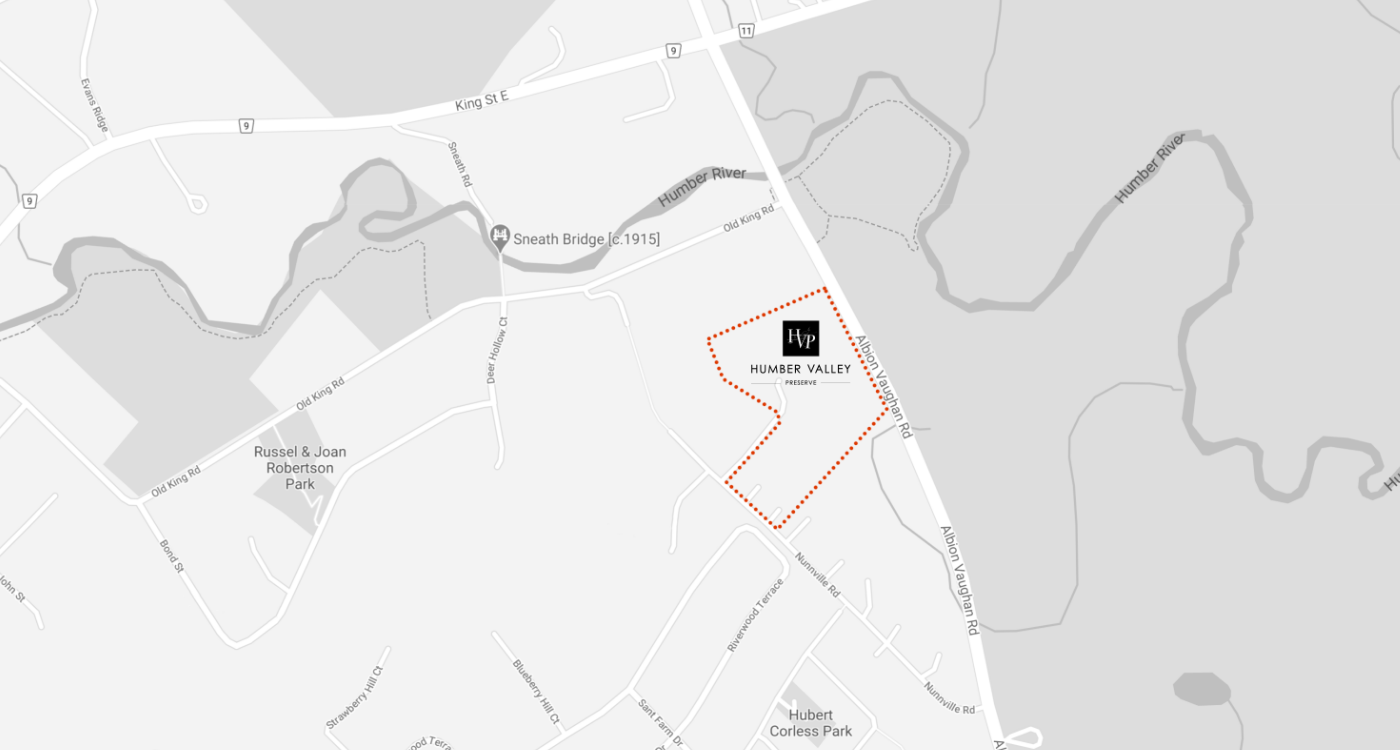 11
9
King St E
Evans Ridge
9
Sneath Rd
Humber River
Humber River
9
Old King Rd
Sneath Bridge [c.1915]
HVP
HUMBER VALLEY
PRESERVE
Albion Vaughan Rd
Deer Hollow Ct
Old King Rd
Russel & Joan
Robertson
Park
Old King Rd
Bond St
John St
Albion Vaughan Rd
Nunnville Rd
Riverwood Terrace
Blueberry Hill Ct
Strawberry Hill Ct
Sant Farm Dr
Nunnville Rd
Hubert
Corless Park